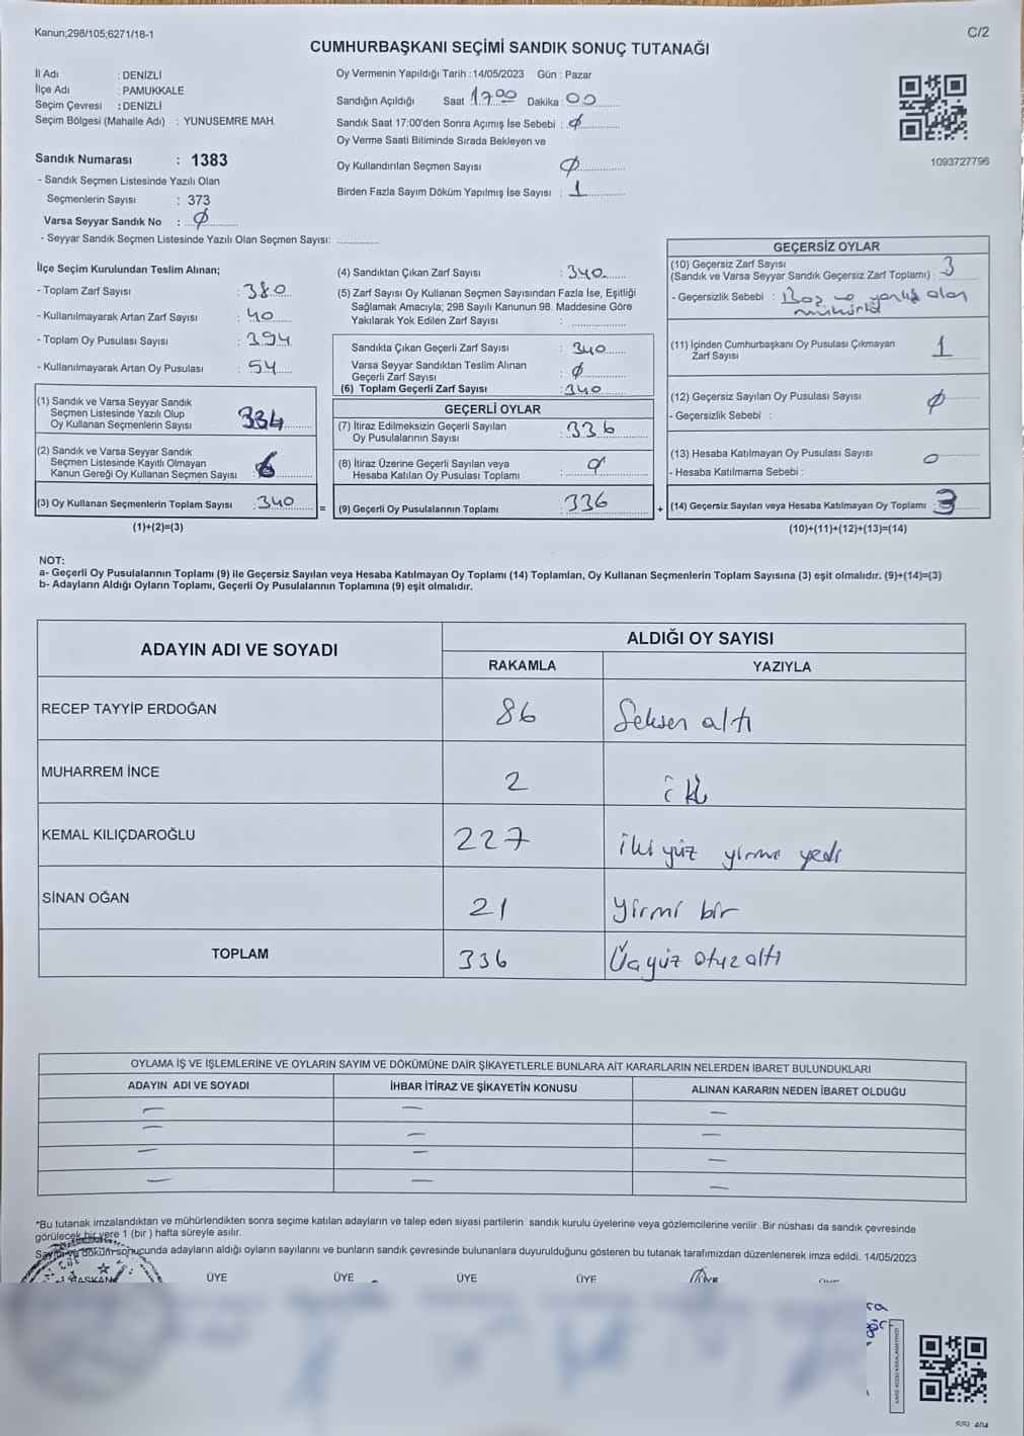 Kanun;298/105;6271/18-1
C/2
CUMHURBAŞKANI SEÇİMİ SANDIK SONUÇ TUTANAĞI
İl Adı : DENİZLİ
İlçe Adı : PAMUKKALE
Seçim Çevresi : DENİZLİ
Seçim Bölgesi (Mahalle Adı) : YUNUSEMRE MAH.
Sandık Numarası : 1383
- Sandık Seçmen Listesinde Yazılı Olan
Seçmenlerin Sayısı : 373
Varsa Seyyar Sandık No : Ø
- Seyyar Sandık Seçmen Listesinde Yazılı Olan Seçmen Sayısı:
Oy Vermenin Yapıldığı Tarih : 14/05/2023 Gün : Pazar
Sandığın Açıldığı Saat 17 00 Dakika : 00
Sandık Saat 17:00'den Sonra Açımış İse Sebebi : Ø
Oy Verme Saati Bitiminde Sırada Bekleyen ve
Oy Kullandırılan Seçmen Sayısı Ø
Birden Fazla Sayım Döküm Yapılmış İse Sayısı : 1
1093727796
İlçe Seçim Kurulundan Teslim Alınan;
- Toplam Zarf Sayısı : 380
- Kullanılmayarak Artan Zarf Sayısı : 40
- Toplam Oy Pusulası Sayısı : 394
- Kullanılmayarak Artan Oy Pusulası : 54
(1) Sandık ve Varsa Seyyar Sandık
Seçmen Listesinde Yazılı Olup
Oy Kullanan Seçmenlerin Sayısı 334
(2) Sandık ve Varsa Seyyar Sandık
Seçmen Listesinde Kayıtlı Olmayan
Kanun Gereği Oy Kullanan Seçmen Sayısı 6
(3) Oy Kullanan Seçmenlerin Toplam Sayısı : 340
=
(1)+(2)=(3)
(4) Sandıktan Çıkan Zarf Sayısı : 340
(5) Zarf Sayısı Oy Kullanan Seçmen Sayısından Fazla İse, Eşitliği
Sağlamak Amacıyla; 298 Sayılı Kanunun 98. Maddesine Göre
Yakılarak Yok Edilen Zarf Sayısı :
Sandıkta Çıkan Geçerli Zarf Sayısı : 340
Varsa Seyyar Sandıktan Teslim Alınan
Geçerli Zarf Sayısı : Ø
(6) Toplam Geçerli Zarf Sayısı : 340
GEÇERLİ OYLAR
(7) İtiraz Edilmeksizin Geçerli Sayılan
Oy Pusulalarının Sayısı : 336
(8) İtiraz Üzerine Geçerli Sayılan veya
Hesaba Katılan Oy Pusulası Toplamı : Ø
(9) Geçerli Oy Pusulalarının Toplamı 336
+
GEÇERSİZ OYLAR
(10) Geçersiz Zarf Sayısı
(Sandık ve Varsa Seyyar Sandık Geçersiz Zarf Toplamı) : 3
- Geçersizlik Sebebi : Boş ve yanlış olan
mühürlü
(11) İçinden Cumhurbaşkanı Oy Pusulası Çıkmayan
Zarf Sayısı 1
(12) Geçersiz Sayılan Oy Pusulası Sayısı Ø
- Geçersizlik Sebebi :
(13) Hesaba Katılmayan Oy Pusulası Sayısı : 0
- Hesaba Katılmama Sebebi :
(14) Geçersiz Sayılan veya Hesaba Katılmayan Oy Toplamı : 3
(10)+(11)+(12)+(13)=(14)
NOT:
a- Geçerli Oy Pusulalarının Toplamı (9) ile Geçersiz Sayılan veya Hesaba Katılmayan Oy Toplamı (14) Toplamları, Oy Kullanan Seçmenlerin Toplam Sayısına (3) eşit olmalıdır. (9)+(14)=(3)
b- Adayların Aldığı Oyların Toplamı, Geçerli Oy Pusulalarının Toplamına (9) eşit olmalıdır.
ADAYIN ADI VE SOYADI
ALDIĞI OY SAYISI
RAKAMLA YAZIYLA
RECEP TAYYİP ERDOĞAN 86 Seksen altı
MUHARREM İNCE 2 iki
KEMAL KILIÇDAROĞLU 227 iki yüz yirmi yedi
SİNAN OĞAN 21 Yirmi bir
TOPLAM 336 Üçyüz otuz altı
OYLAMA İŞ VE İŞLEMLERİNE VE OYLARIN SAYIM VE DÖKÜMÜNE DAİR ŞİKAYETLERLE BUNLARA AİT KARARLARIN NELERDEN İBARET BULUNDUKLARI
ADAYIN ADI VE SOYADI İHBAR İTİRAZ VE ŞİKAYETİN KONUSU ALINAN KARARIN NEDEN İBARET OLDUĞU
— — —
— — —
— — —
— — —
*Bu tutanak imzalandıktan ve mühürlendikten sonra seçime katılan adayların ve talep eden siyasi partilerin sandık kurulu üyelerine veya gözlemcilerine verilir. Bir nüshası da sandık çevresinde
görülecek bir yere 1 (bir ) hafta süreyle asılır.
Sayım ve döküm sonucunda adayların aldığı oyların sayılarını ve bunların sandık çevresinde bulunanlara duyurulduğunu gösteren bu tutanak tarafımızdan düzenlenerek imza edildi. 14/05/2023
BAŞKAN ÜYE ÜYE ÜYE ÜYE